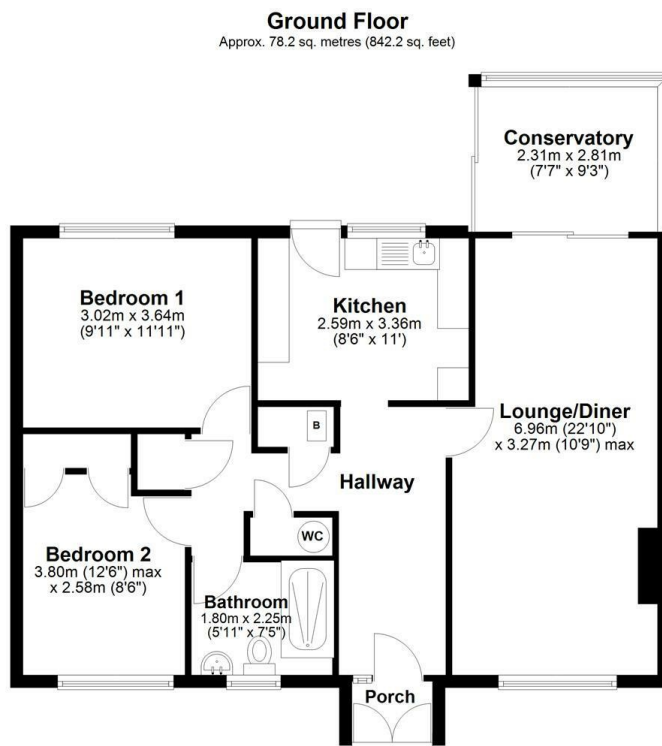 Ground Floor
Approx. 78.2 sq. metres (842.2 sq. feet)
Conservatory
2.31m x 2.81m
(7'7" x 9'3")
Bedroom 1
3.02m x 3.64m
(9'11" x 11'11")
Kitchen
2.59m x 3.36m
(8'6" x 11')
Lounge/Diner
6.96m (22'10")
x 3.27m (10'9") max
B
Hallway
WC
Bedroom 2
3.80m (12'6") max
x 2.58m (8'6")
Bathroom
1.80m x 2.25m
(5'11" x 7'5")
Porch